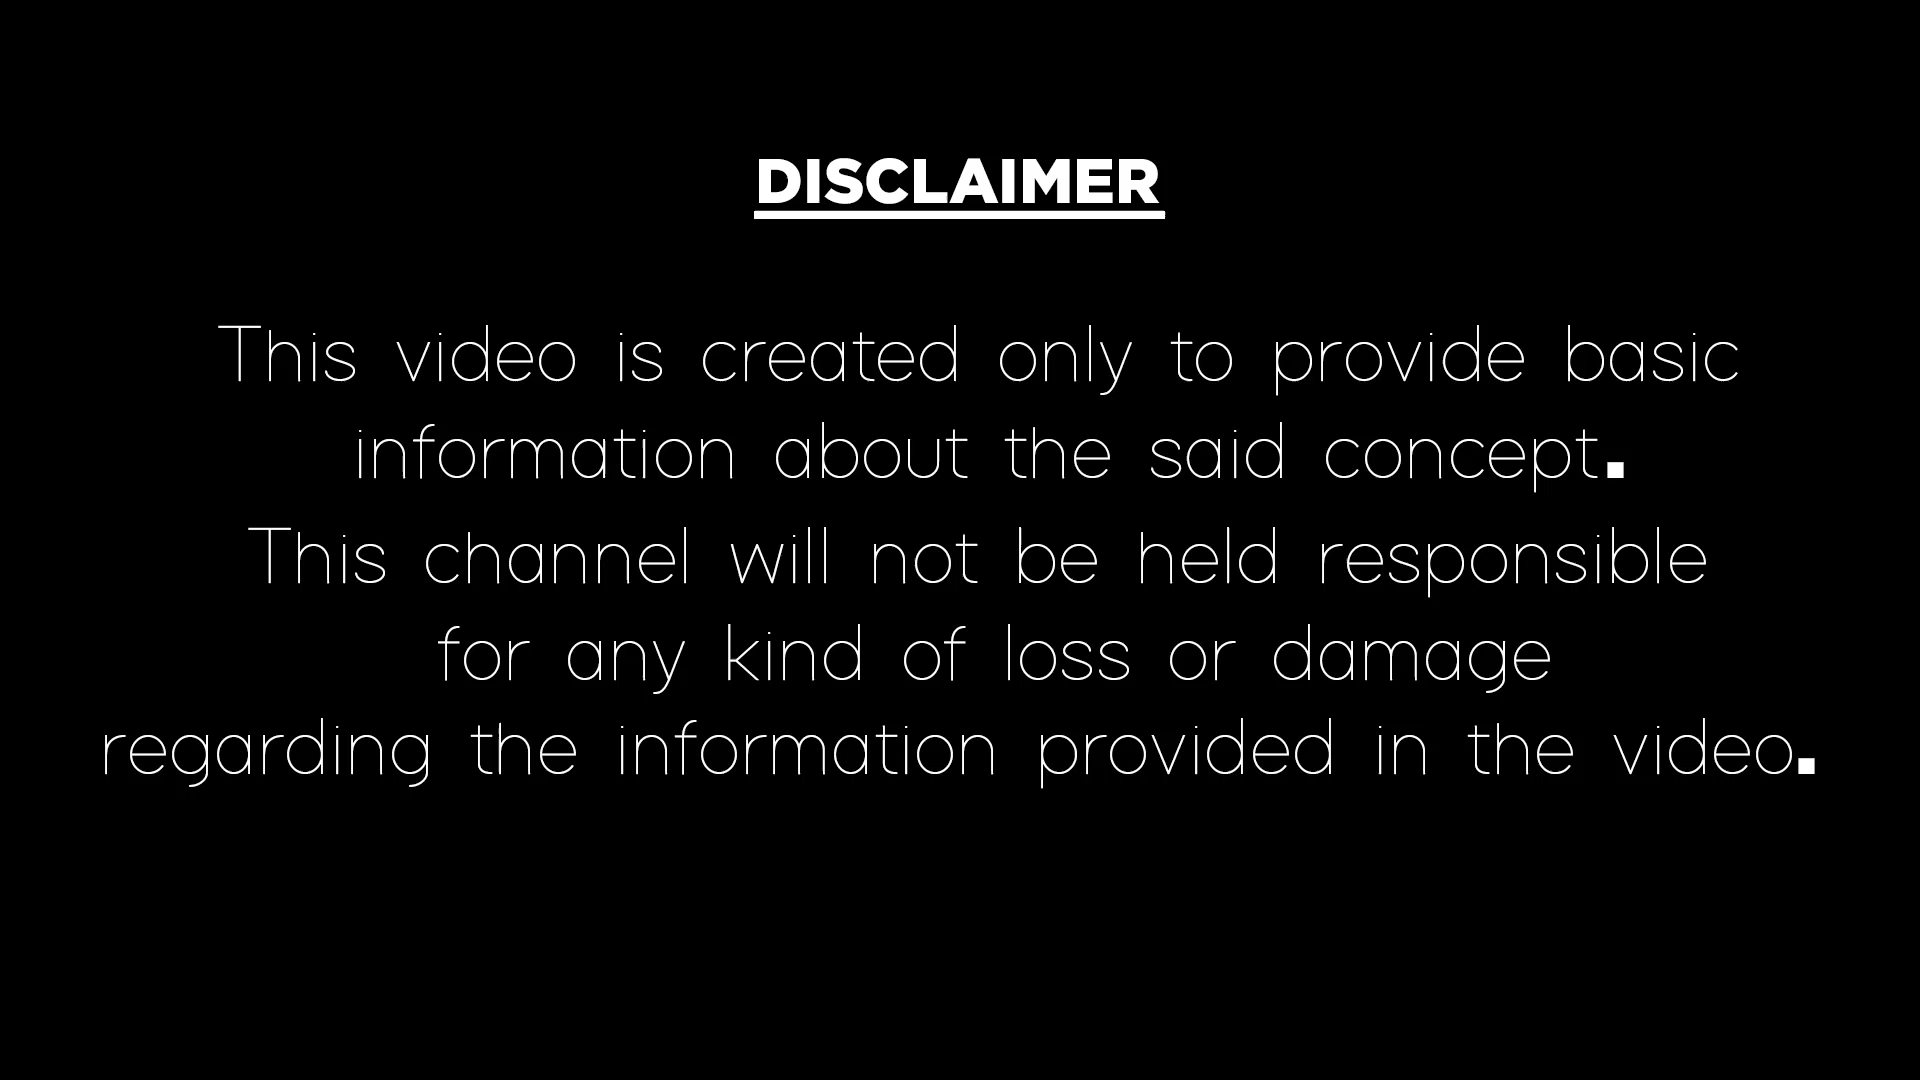 DISCLAIMER
This video is created only to provide basic
information about the said concept.
This channel will not be held responsible
for any kind of loss or damage
regarding the information provided in the video.